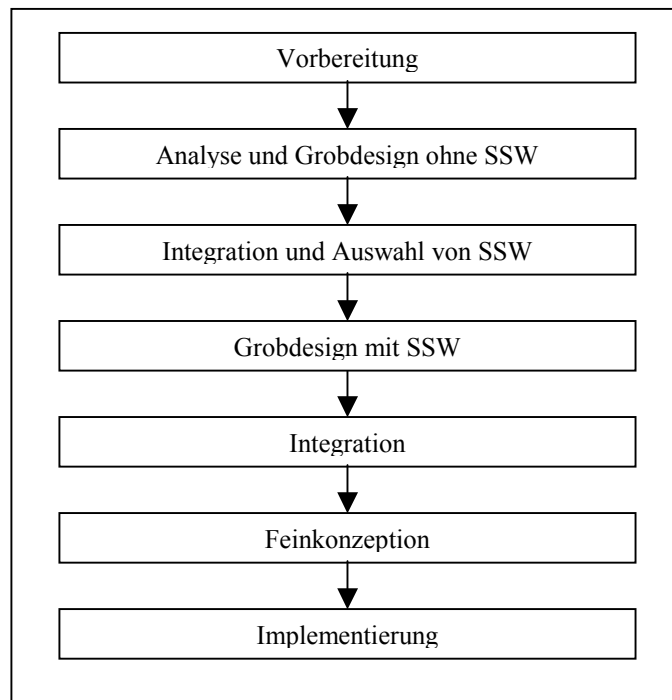 Vorbereitung
Analyse und Grobdesign ohne SSW
Integration und Auswahl von SSW
Grobdesign mit SSW
Integration
Feinkonzeption
Implementierung